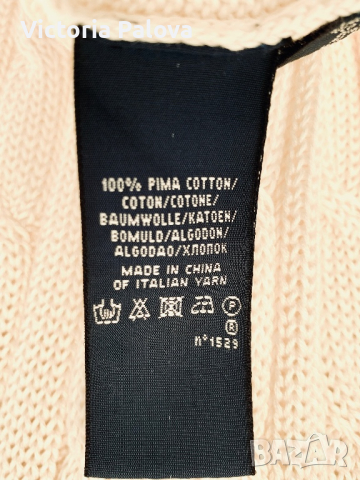 Victoria Palova
100% PIMA COTTON/
COTON/COTONE/
BAUMWOLLE/KATOEN/
BOMULD/ALGODON/
ALGODAO/ХЛОПОК
MADE IN CHINA
OF ITALIAN YARN
P
R
n°1529
BAZAR